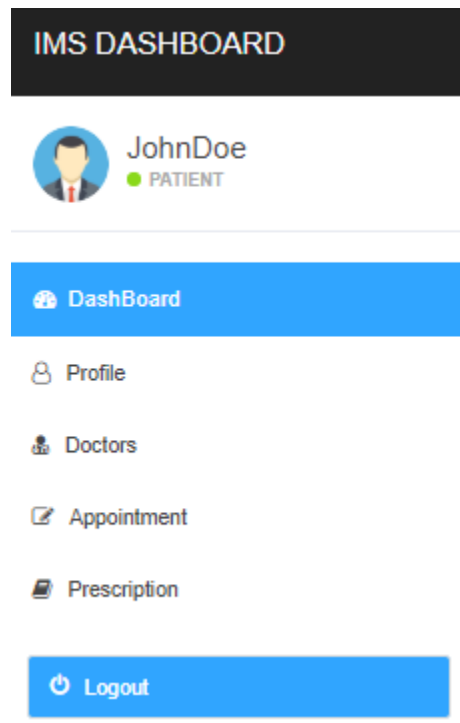 IMS DASHBOARD
JohnDoe
PATIENT
DashBoard
Profile
Doctors
Appointment
Prescription
Logout